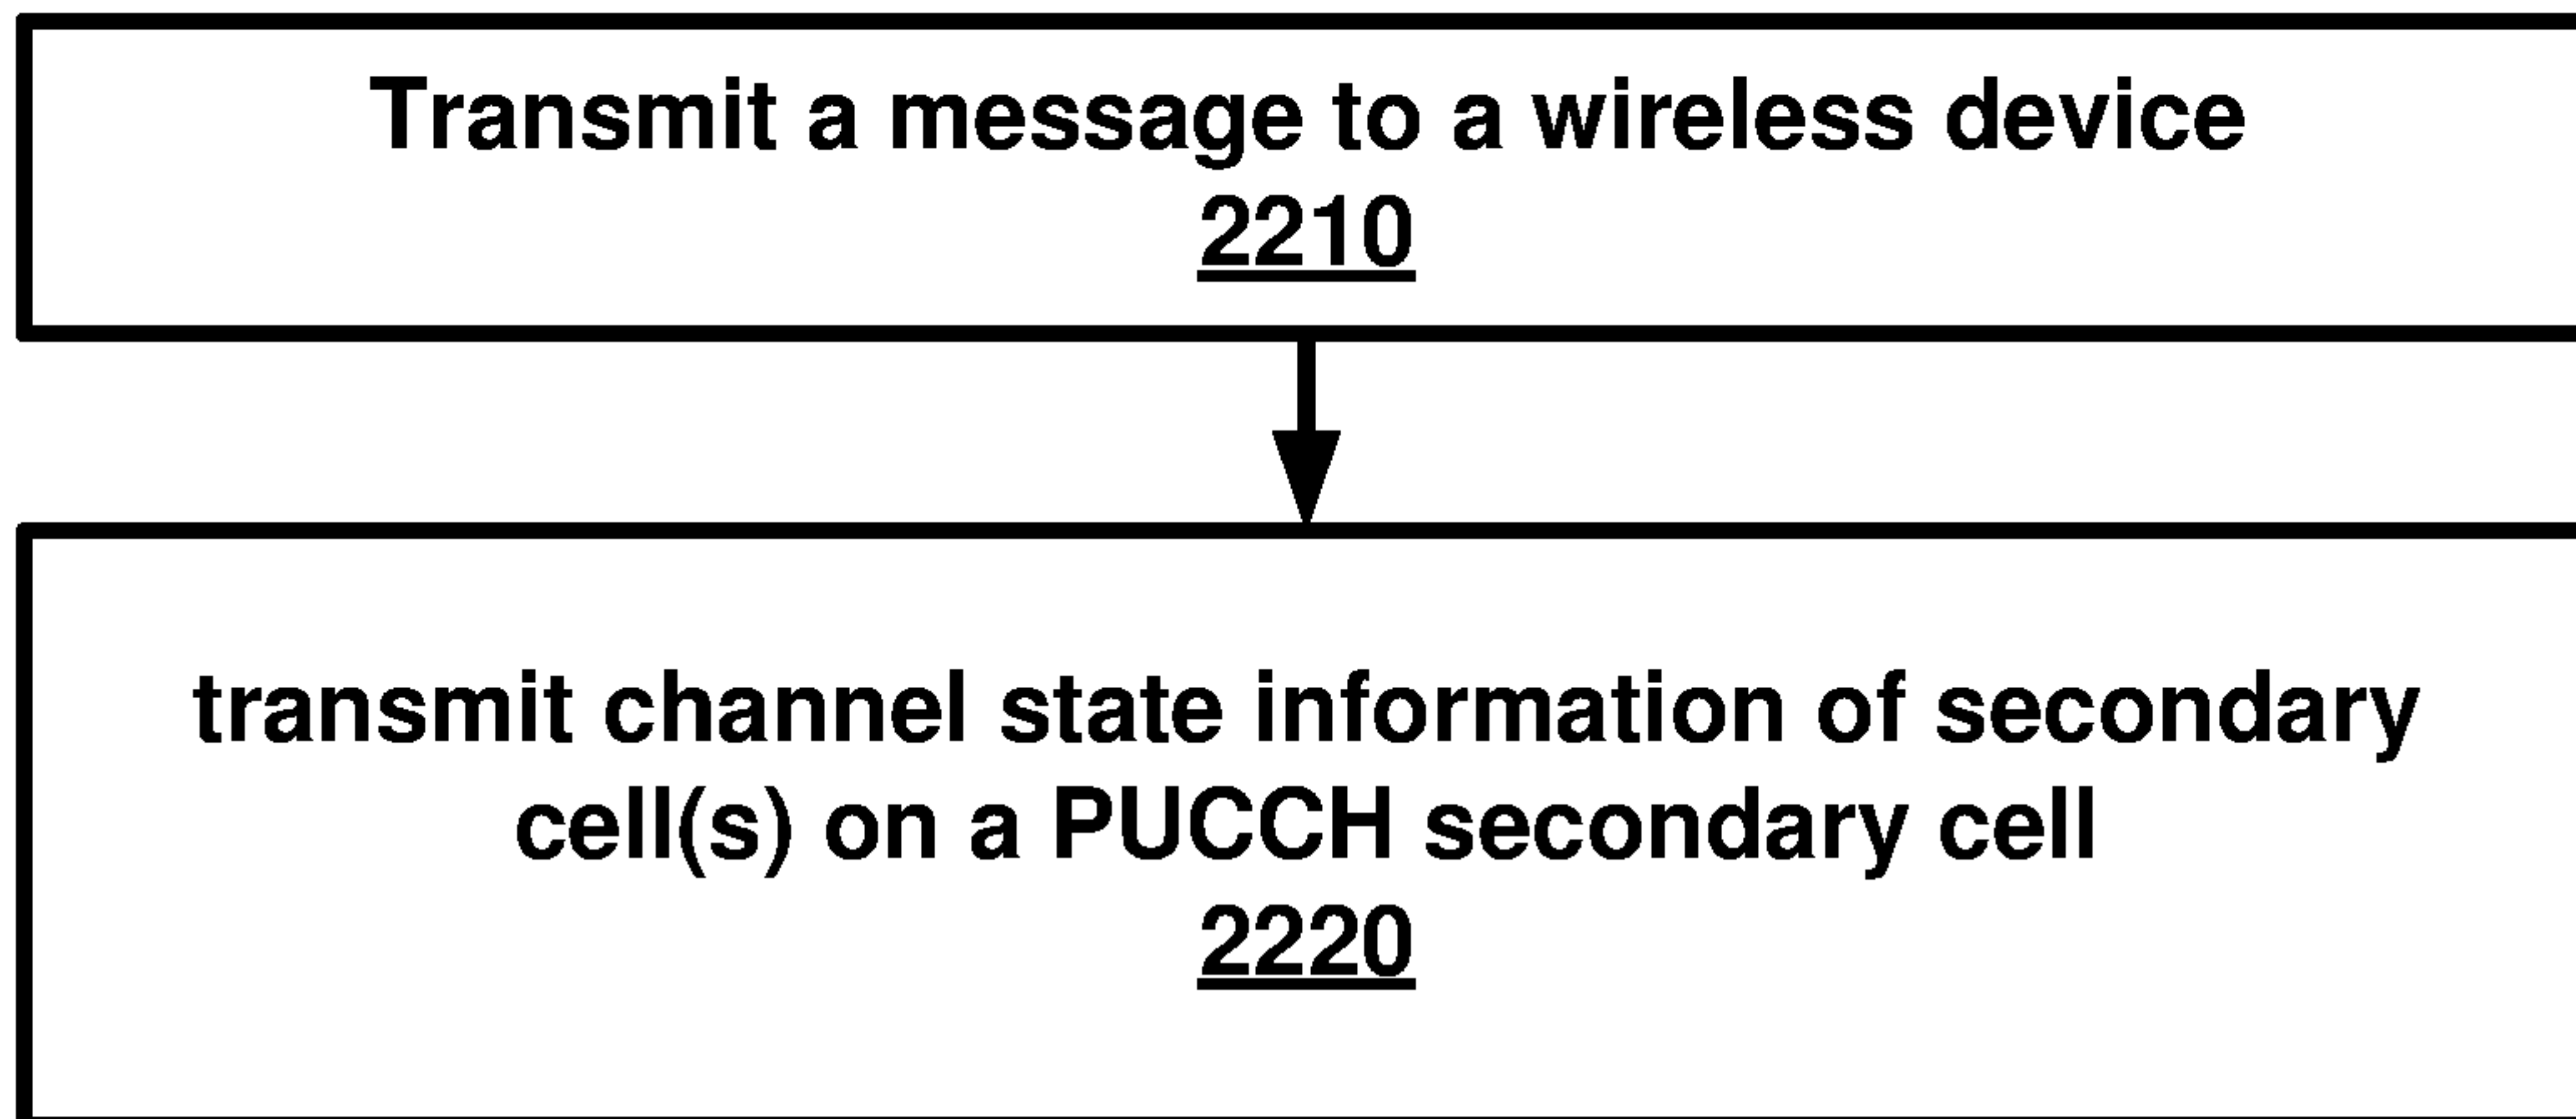 Transmit a message to a wireless device
2210
transmit channel state information of secondary
cell(s) on a PUCCH secondary cell
2220